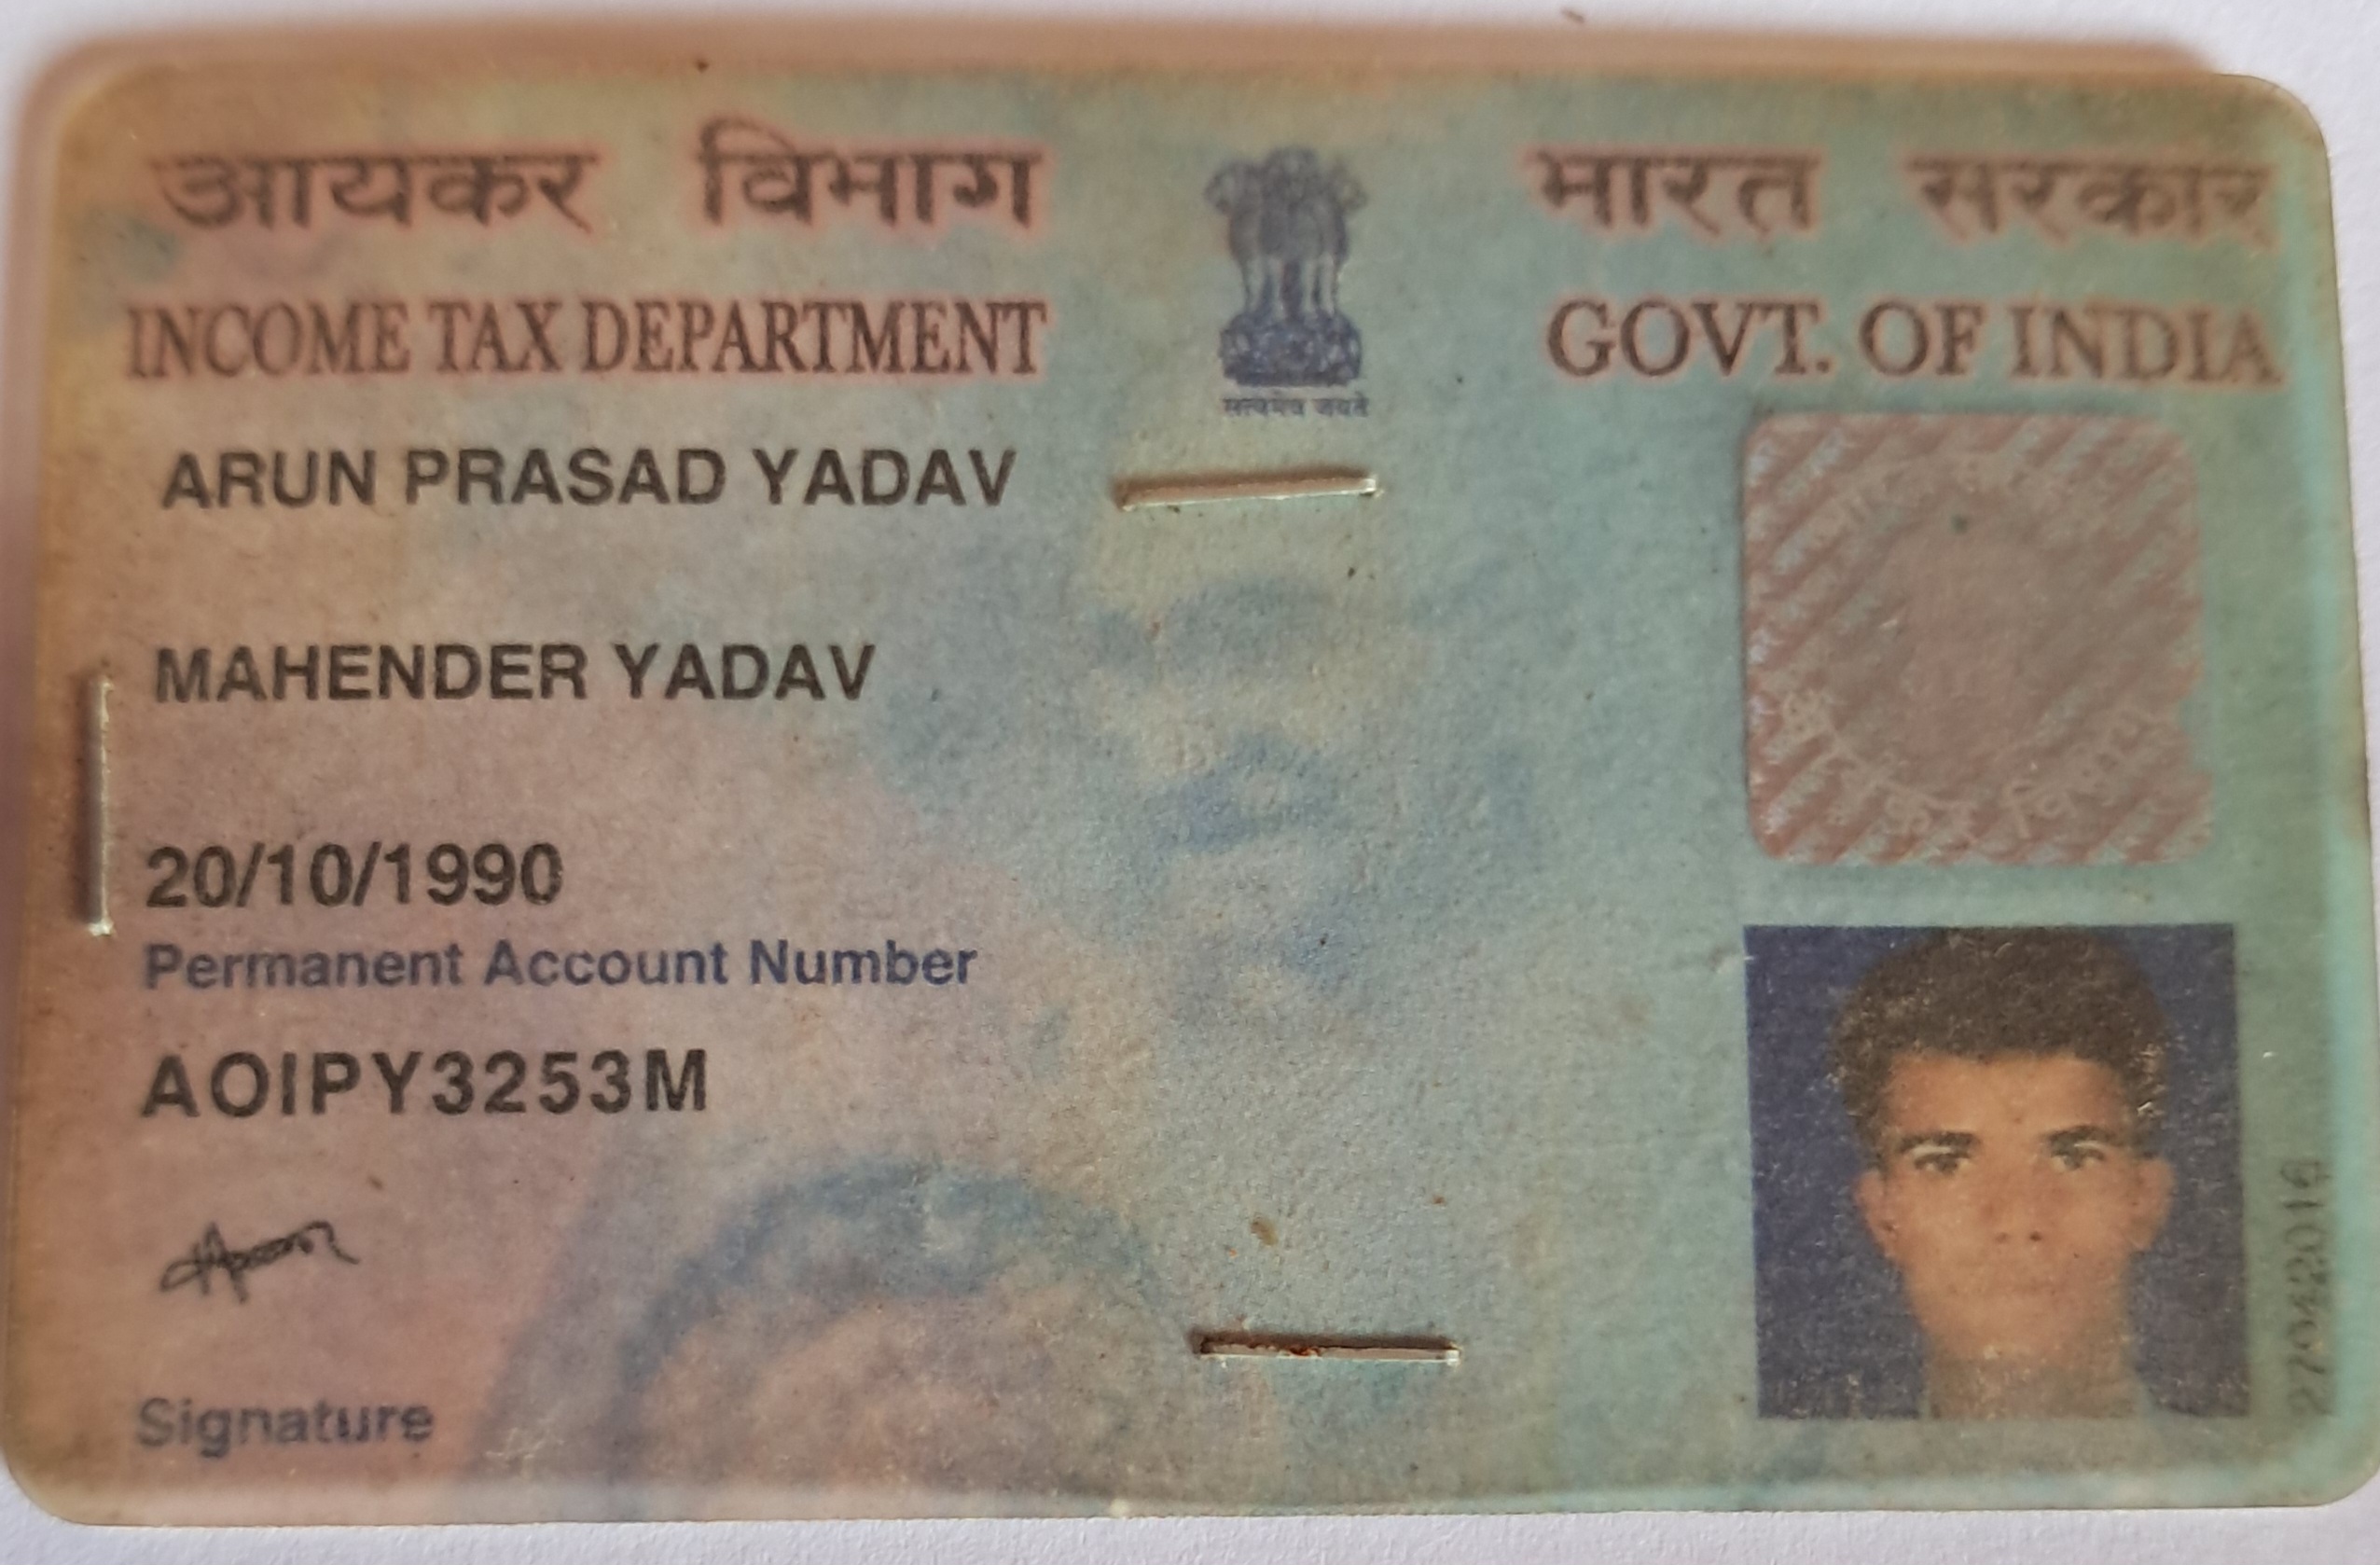 आयकर विभाग
INCOME TAX DEPARTMENT
सत्यमेव जयते
भारत सरकार
GOVT. OF INDIA
ARUN PRASAD YADAV
MAHENDER YADAV
20/10/1990
Permanent Account Number
AOIPY3253M
Signature
27042016